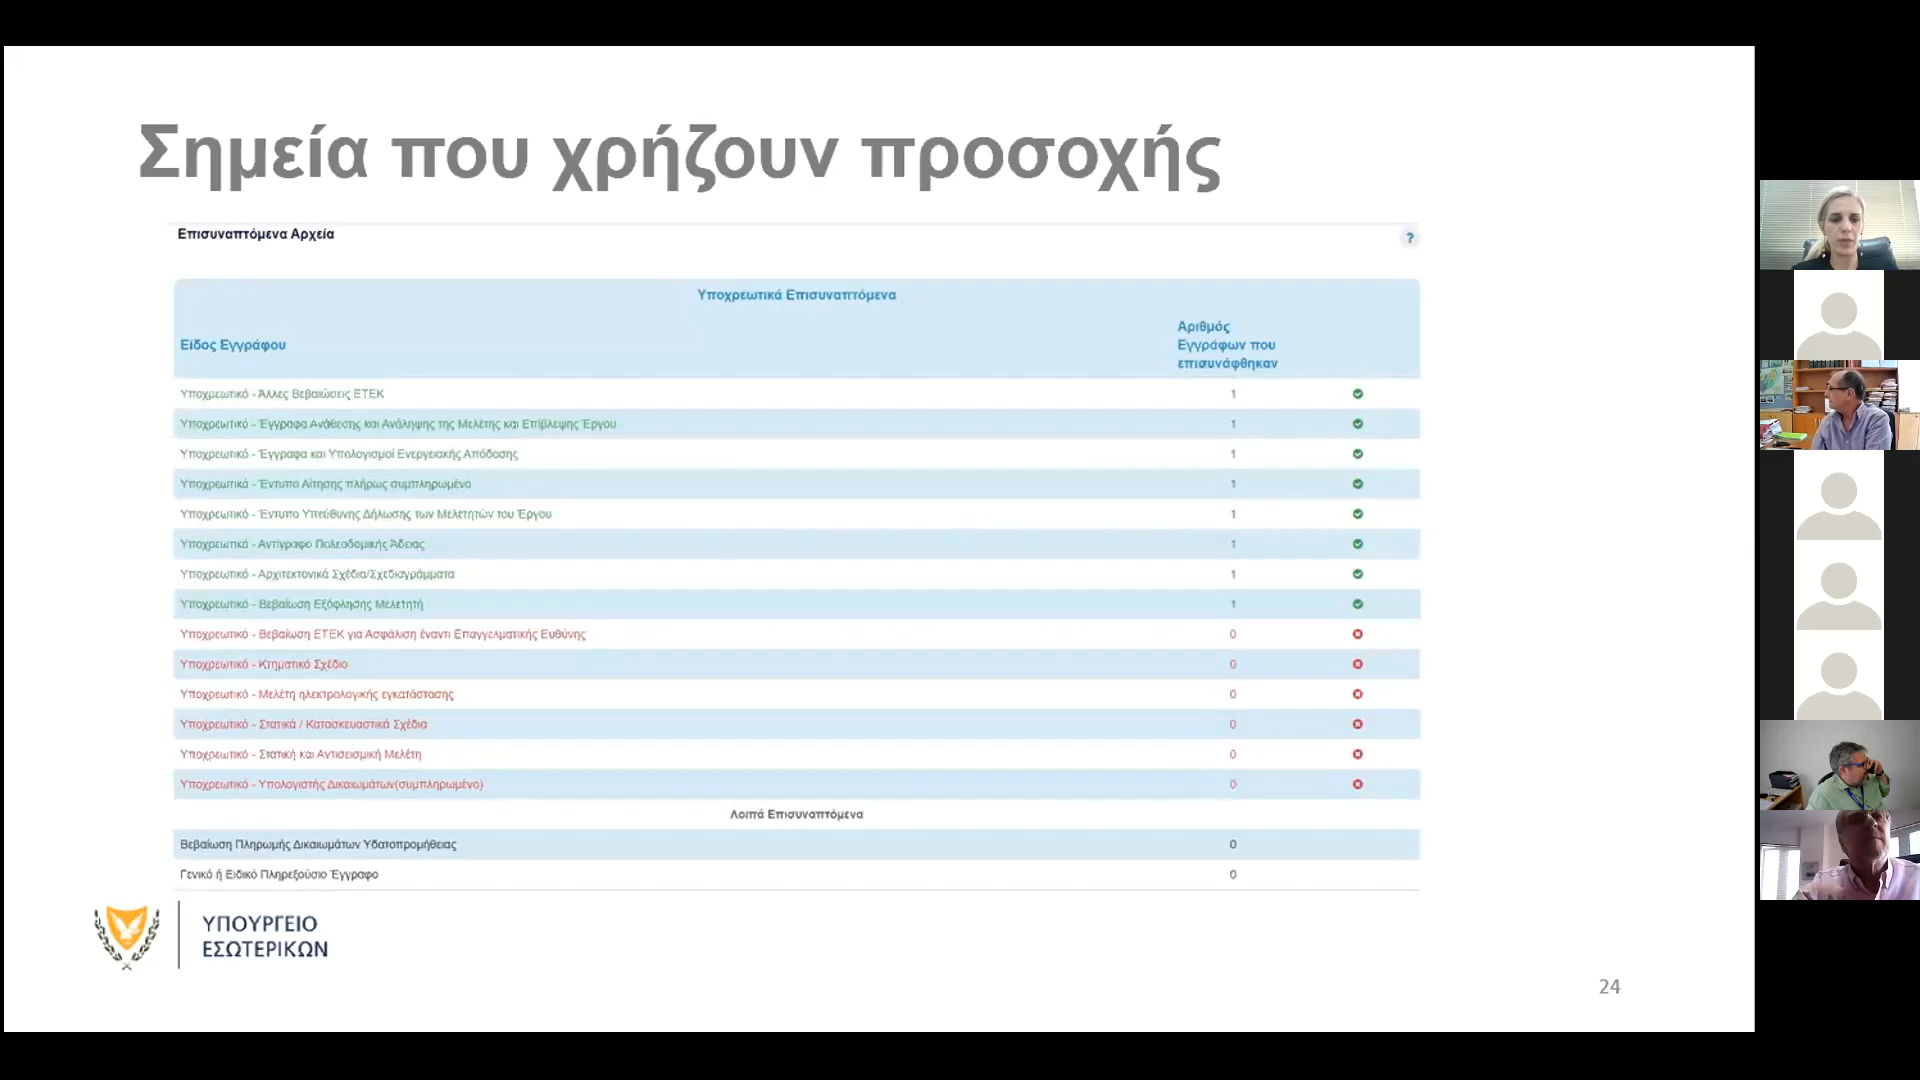 Σημεία που χρήζουν προσοχής
Επισυναπτόμενα Αρχεία
?
Υποχρεωτικά Επισυναπτόμενα
Είδος Εγγράφου
Αριθμός
Εγγράφων που
επισυνάφθηκαν
Υποχρεωτικό - Άλλες Βεβαιώσεις ΕΤΕΚ 1
Υποχρεωτικό - Έγγραφα Ανάθεσης και Ανάληψης της Μελέτης και Επίβλεψης Έργου 1
Υποχρεωτικό - Έγγραφα και Υπολογισμοί Ενεργειακής Απόδοσης 1
Υποχρεωτικό - Έντυπο Αίτησης πλήρως συμπληρωμένο 1
Υποχρεωτικό - Έντυπο Υπεύθυνης Δήλωσης των Μελετητών του Έργου 1
Υποχρεωτικό - Αντίγραφο Πολεοδομικής Άδειας 1
Υποχρεωτικό - Αρχιτεκτονικά Σχέδια/Σχεδιαγράμματα 1
Υποχρεωτικό - Βεβαίωση Εξόφλησης Μελετητή 1
Υποχρεωτικό - Βεβαίωση ΕΤΕΚ για Ασφάλιση έναντι Επαγγελματικής Ευθύνης 0
Υποχρεωτικό - Κτηματικό Σχέδιο 0
Υποχρεωτικό - Μελέτη ηλεκτρολογικής εγκατάστασης 0
Υποχρεωτικό - Στατικά / Κατασκευαστικά Σχέδια 0
Υποχρεωτικό - Στατική και Αντισεισμική Μελέτη 0
Υποχρεωτικό - Υπολογιστής Δικαιωμάτων(συμπληρωμένο) 0
Λοιπά Επισυναπτόμενα
Βεβαίωση Πληρωμής Δικαιωμάτων Υδατοπρομήθειας 0
Γενικό ή Ειδικό Πληρεξούσιο Έγγραφο 0
ΥΠΟΥΡΓΕΙΟ
ΕΣΩΤΕΡΙΚΩΝ
24